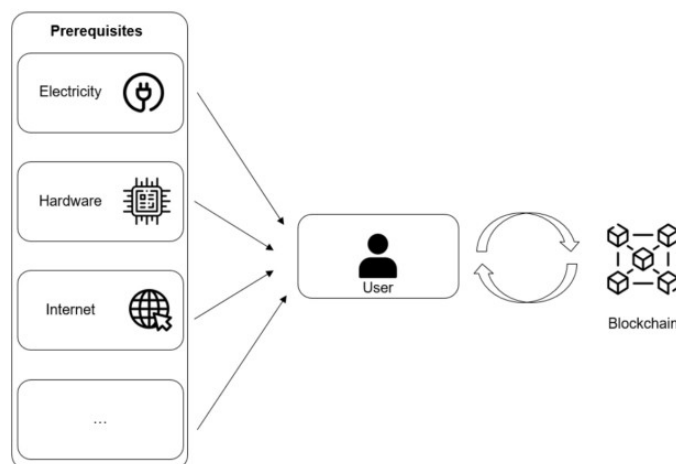 Prerequisites
Electricity
Hardware
Internet
...
User
Blockchain